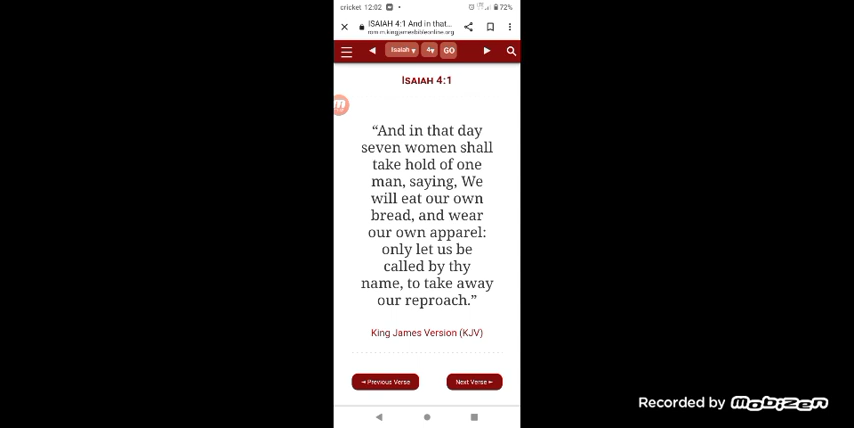 cricket 12:02
72%
ISAIAH 4:1 And in that...
Isaiah
4
GO
ISAIAH 4:1
“And in that day
seven women shall
take hold of one
man, saying, We
will eat our own
bread, and wear
our own apparel:
only let us be
called by thy
name, to take away
our reproach.”
King James Version (KJV)
Previous Verse
Next Verse
Recorded by mobizen